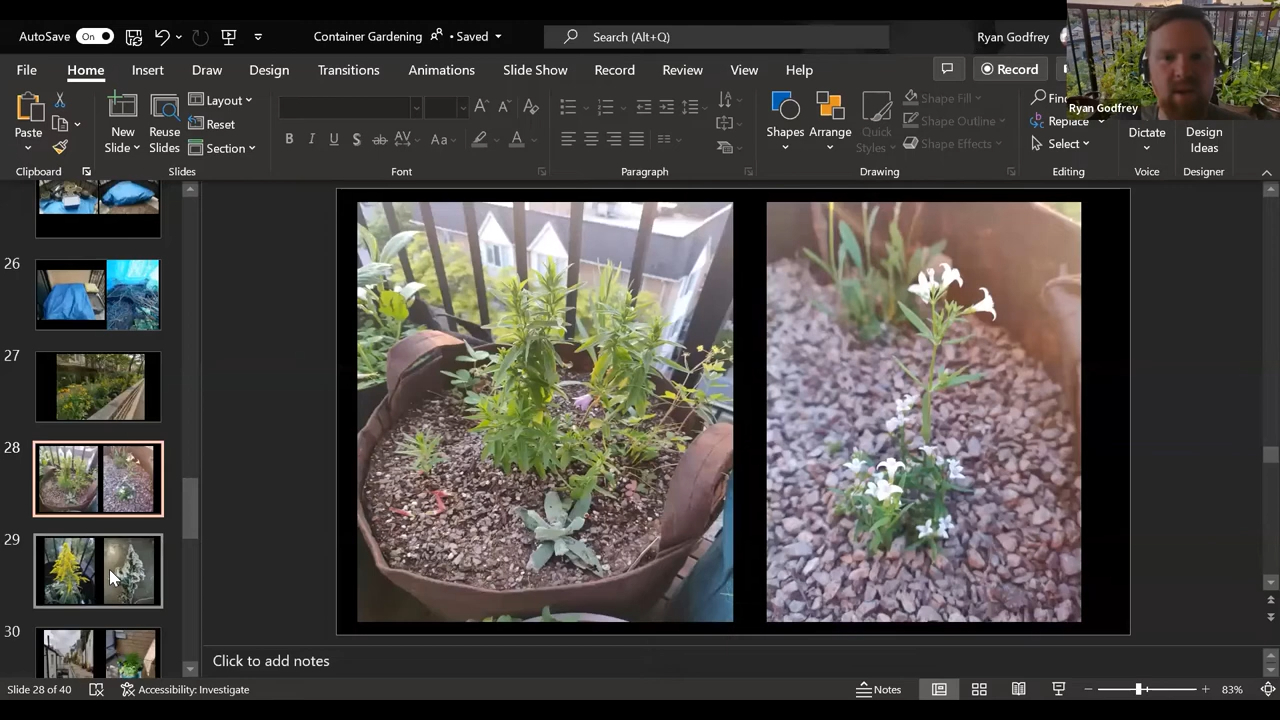 AutoSave On Container Gardening • Saved Search (Alt+Q) Ryan Godfrey
File Home Insert Draw Design Transitions Animations Slide Show Record Review View Help Record
Ryan Godfrey
Paste New Slide Reuse Slides Layout Reset Section
B I U S ab AV Aa A
Shapes Arrange Quick Styles Shape Fill Shape Outline Shape Effects
Replace Select Dictate Design Ideas
Clipboard Slides Font Paragraph Drawing Editing Voice Designer
26
27
28
29
30
Click to add notes
Slide 28 of 40 Accessibility: Investigate Notes 83%